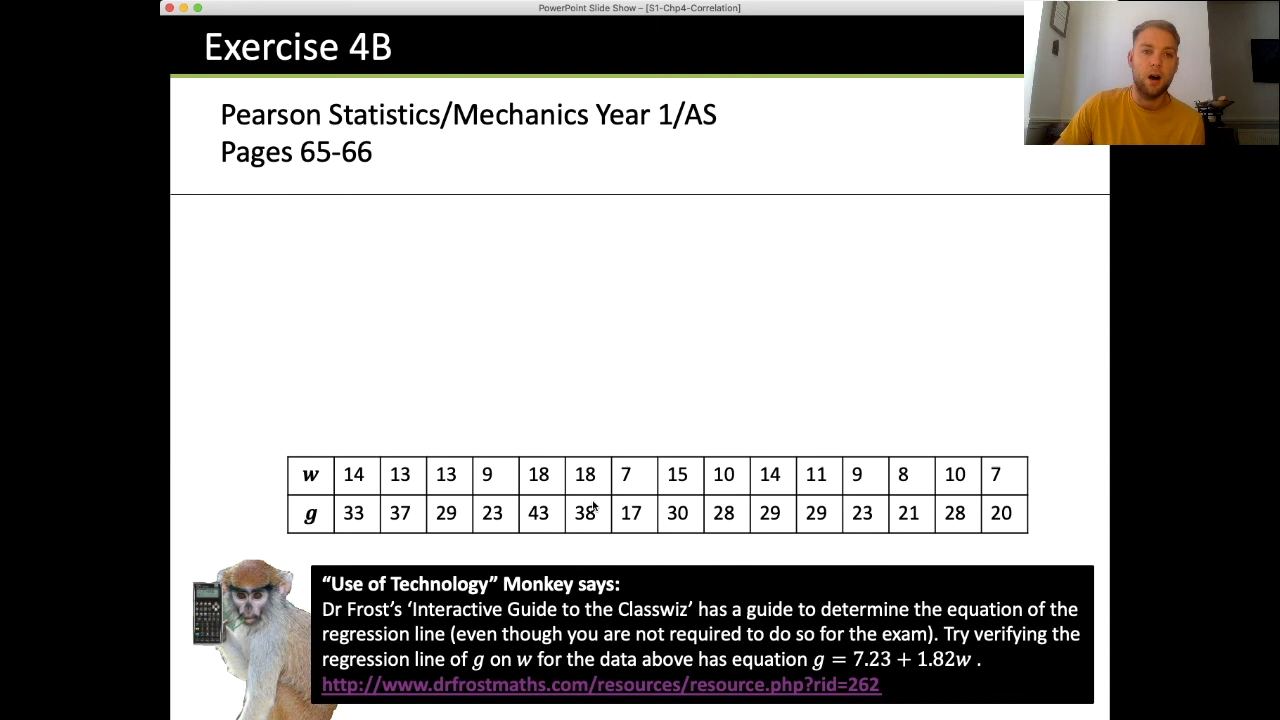 PowerPoint Slide Show – [S1-Chp4-Correlation]
Exercise 4B
Pearson Statistics/Mechanics Year 1/AS
Pages 65-66
w 14 13 13 9 18 18 7 15 10 14 11 9 8 10 7
g 33 37 29 23 43 38 17 30 28 29 29 23 21 28 20
“Use of Technology” Monkey says:
Dr Frost’s ‘Interactive Guide to the Classwiz’ has a guide to determine the equation of the
regression line (even though you are not required to do so for the exam). Try verifying the
regression line of g on w for the data above has equation g = 7.23 + 1.82w .
http://www.drfrostmaths.com/resources/resource.php?rid=262